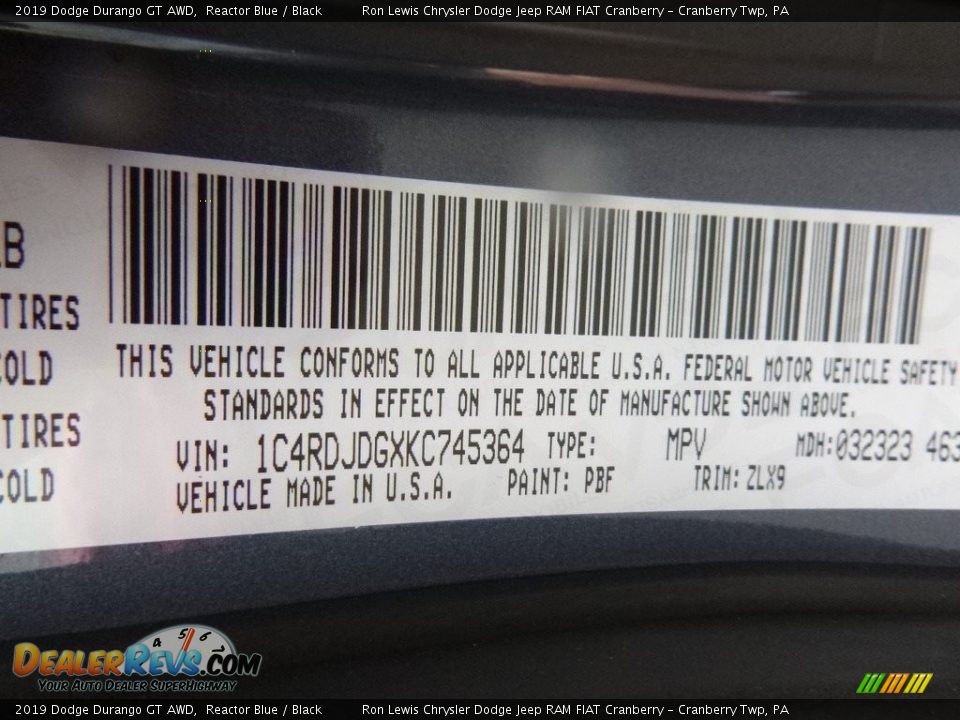 2019 Dodge Durango GT AWD,  Reactor Blue / Black     Ron Lewis Chrysler Dodge Jeep RAM FIAT Cranberry - Cranberry Twp, PA
B
TIRES
COLD
TIRES
COLD
THIS VEHICLE CONFORMS TO ALL APPLICABLE U.S.A. FEDERAL MOTOR VEHICLE SAFETY
STANDARDS IN EFFECT ON THE DATE OF MANUFACTURE SHOWN ABOVE.
VIN: 1C4RDJDGXKC745364 TYPE: MPV MDH:032323 463
VEHICLE MADE IN U.S.A. PAINT: PBF TRIM: ZLX9
4 5 6
DealerRevs.com
Your Auto Dealer SuperHighway
2019 Dodge Durango GT AWD,  Reactor Blue / Black     Ron Lewis Chrysler Dodge Jeep RAM FIAT Cranberry - Cranberry Twp, PA